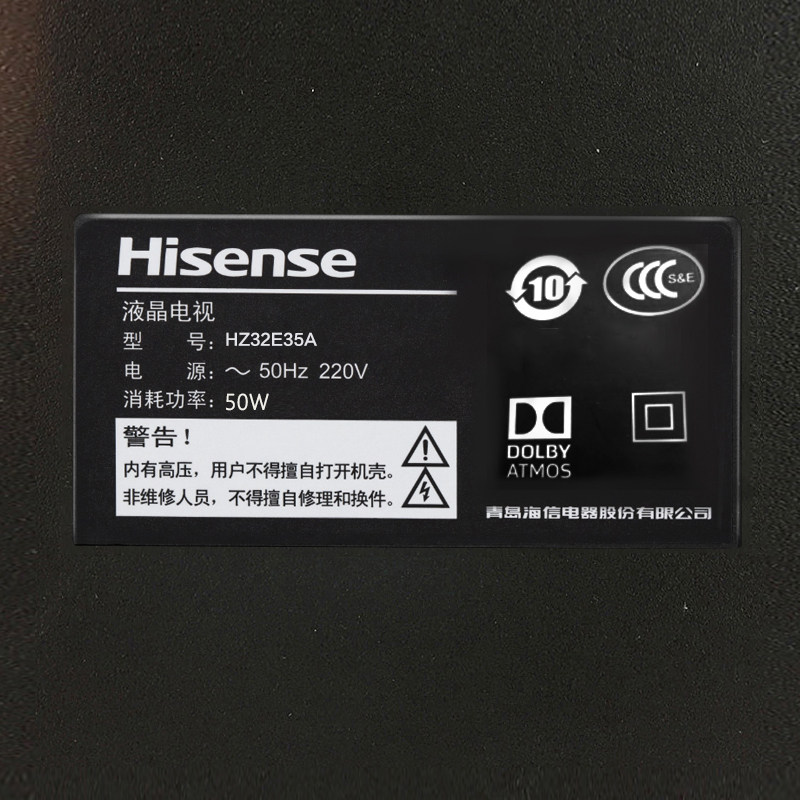 Hisense
液晶电视
型 号: HZ32E35A
电 源: ～ 50Hz 220V
消耗功率: 50W
警告!
内有高压，用户不得擅自打开机壳。
非维修人员，不得擅自修理和换件。
10
CCC S&E
DOLBY
ATMOS
青岛海信电器股份有限公司